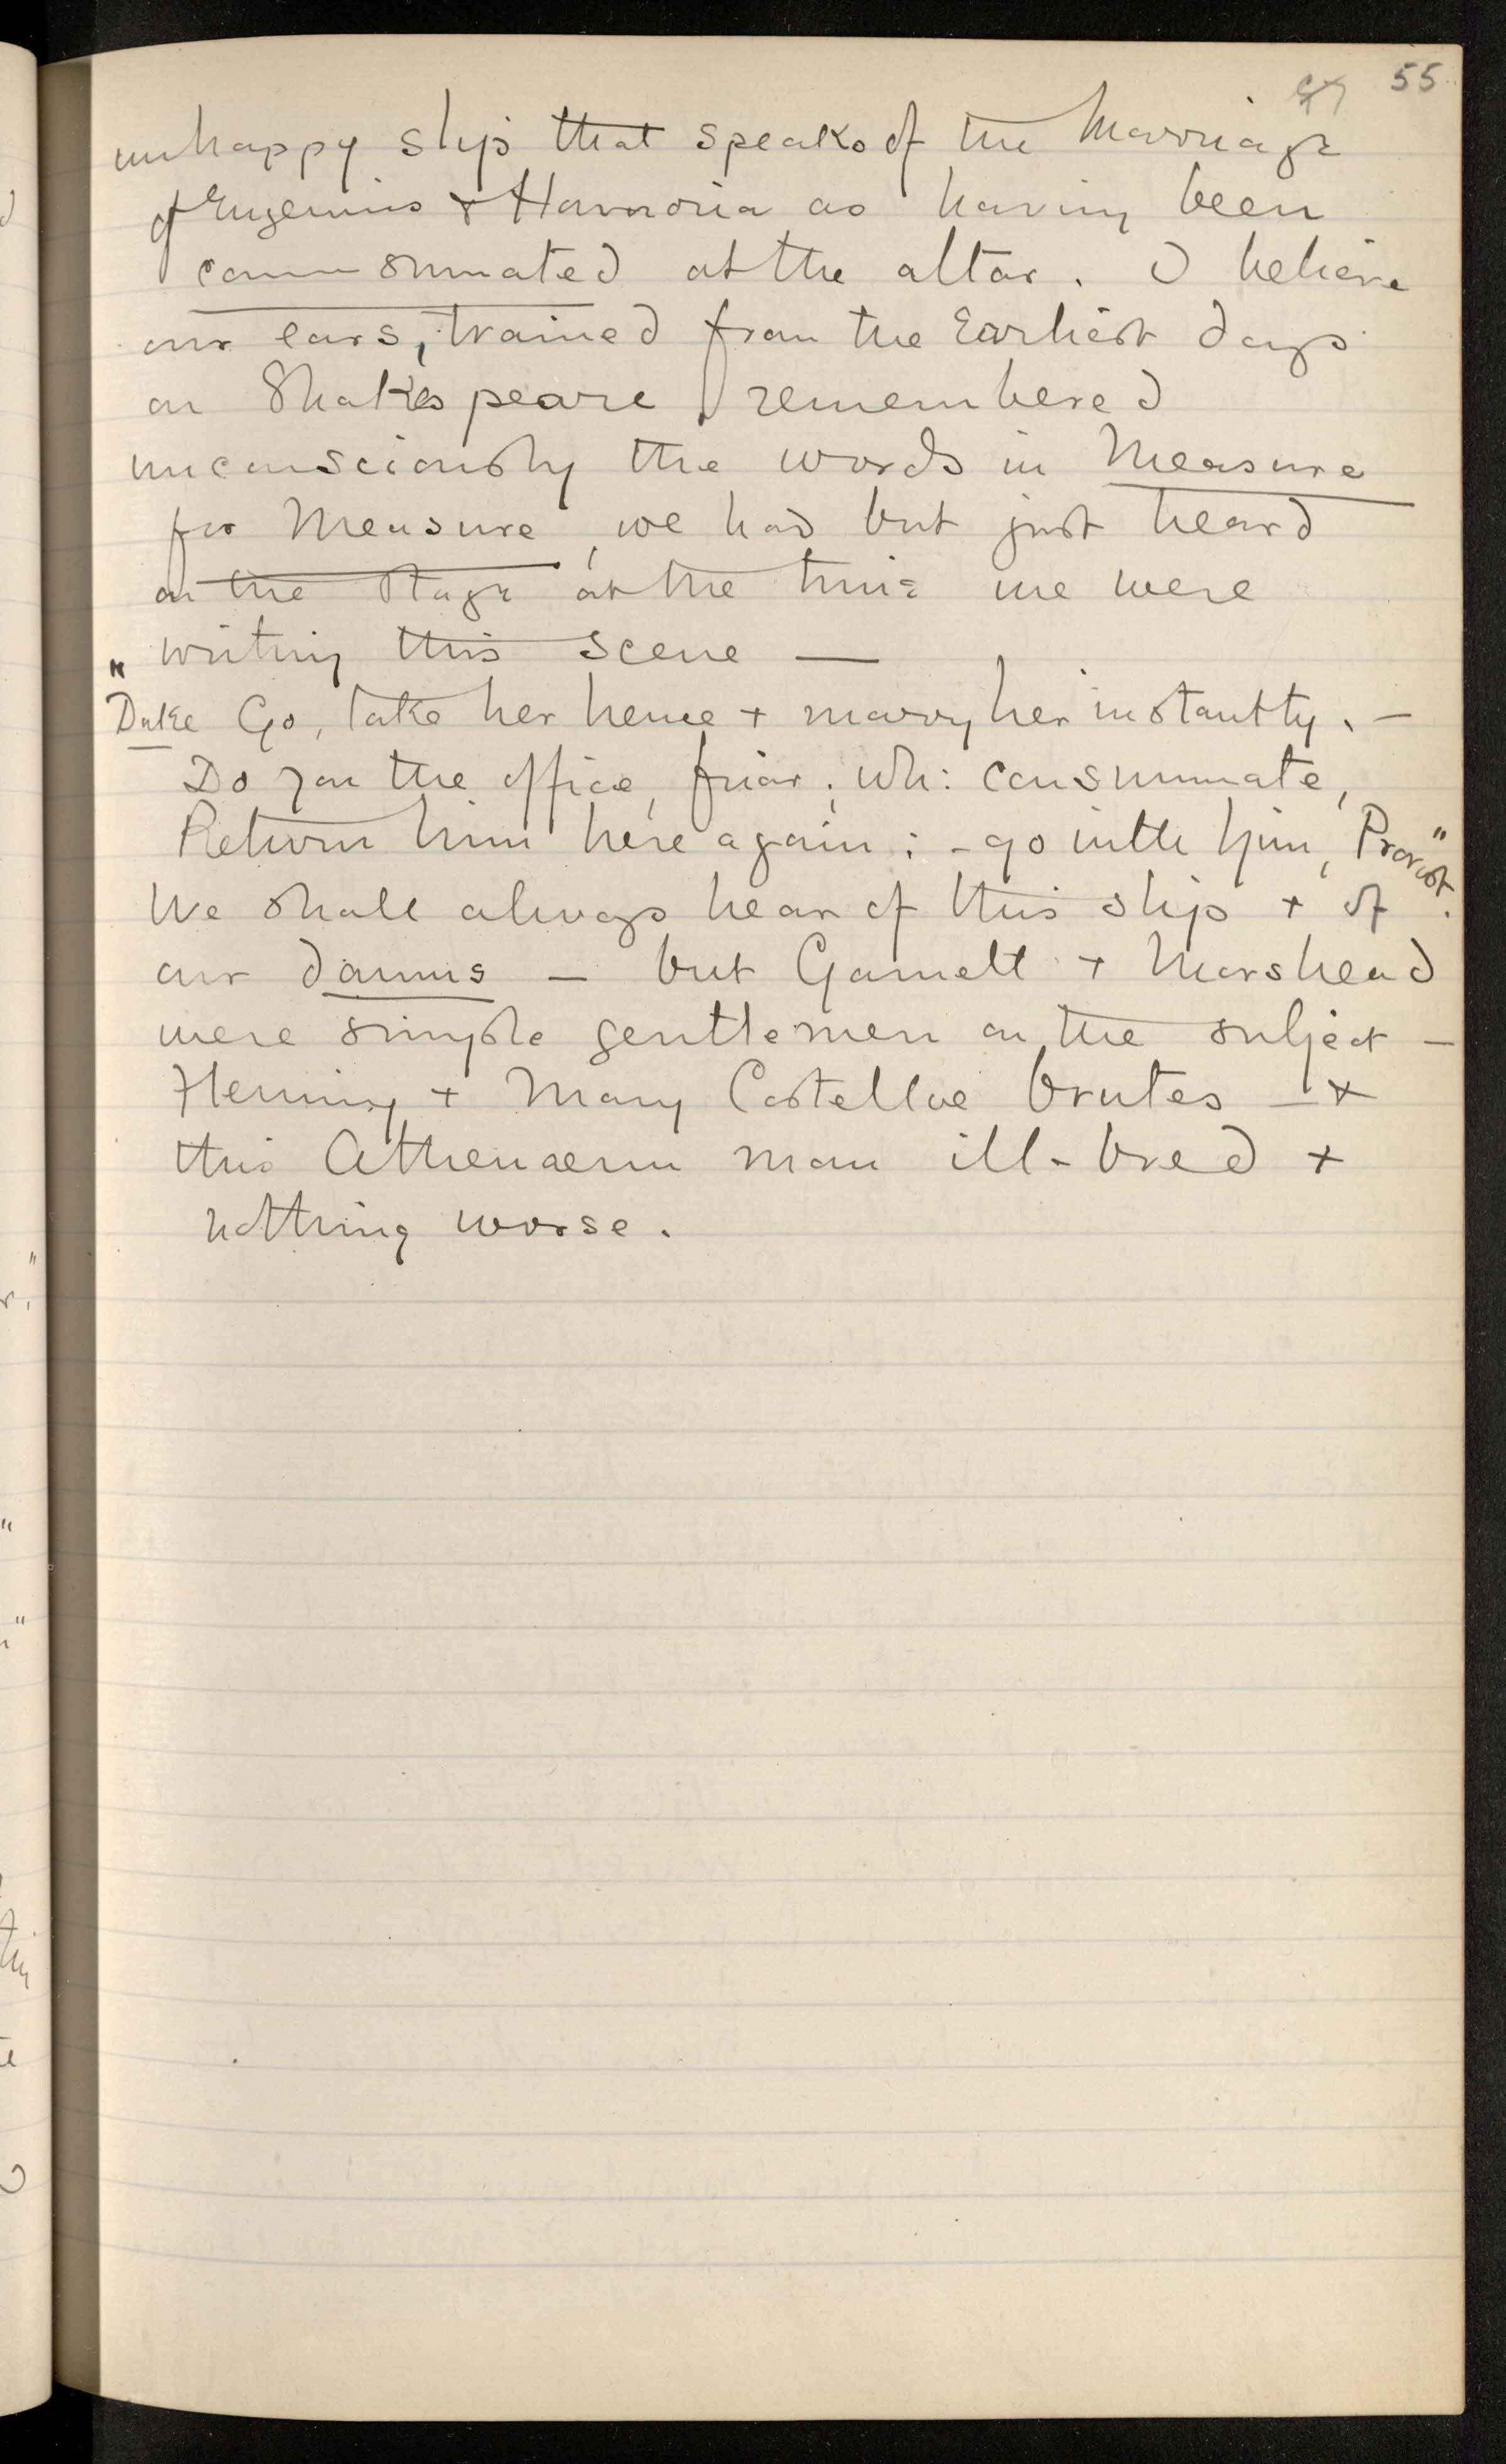 55
unhappy slip that speaks of the Marriage
of Eugenius & Honoria as having been
consummated at the altar. I believe
our ears, trained from the Earliest days
on Shakespeare, remembered
unconsciously the words in Measure
for Measure, we had but just heard
on the stage at the time we were
writing this scene —
"Duke Go, take her hence + marry her instantly. —
Do you the office, friar; wh: consummate,
Return him here again: - go with him, Provost."
We shall always hear of this slip + of
our damns — but Garnett + Morshead
were simple gentlemen on the subject —
Fleming + Mary Costelloe brutes — +
this Athenaeum man ill-bred +
nothing worse.